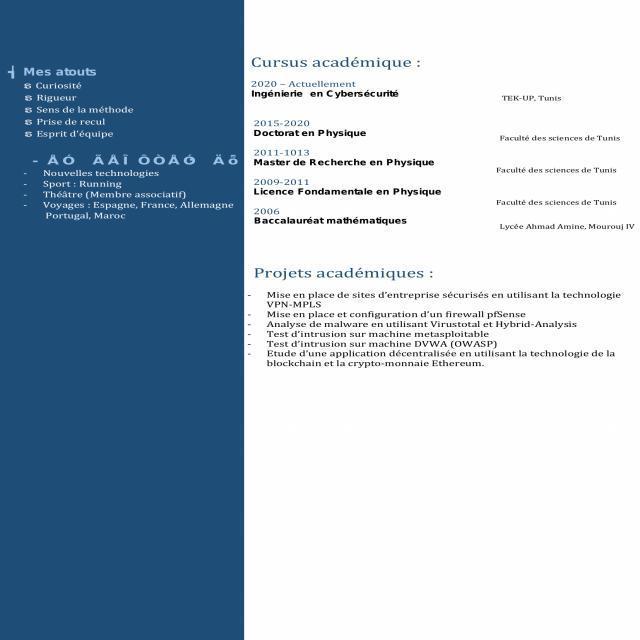 Mes atouts
Curiosité
Rigueur
Sens de la méthode
Prise de recul
Esprit d'équipe
- Nouvelles technologies
- Sport : Running
- Théâtre (Membre associatif)
- Voyages : Espagne, France, Allemagne
Portugal, Maroc
Cursus académique :
2020 – Actuellement
Ingénierie en Cybersécurité
TEK-UP, Tunis
2015-2020
Doctorat en Physique
Faculté des sciences de Tunis
2011-1013
Master de Recherche en Physique
Faculté des sciences de Tunis
2009-2011
Licence Fondamentale en Physique
Faculté des sciences de Tunis
2006
Baccalauréat mathématiques
Lycée Ahmad Amine, Mourouj IV
Projets académiques :
- Mise en place de sites d'entreprise sécurisés en utilisant la technologie
VPN-MPLS
- Mise en place et configuration d'un firewall pfSense
- Analyse de malware en utilisant Virustotal et Hybrid-Analysis
- Test d'intrusion sur machine metasploitable
- Test d'intrusion sur machine DVWA (OWASP)
- Etude d'une application décentralisée en utilisant la technologie de la
blockchain et la crypto-monnaie Ethereum.